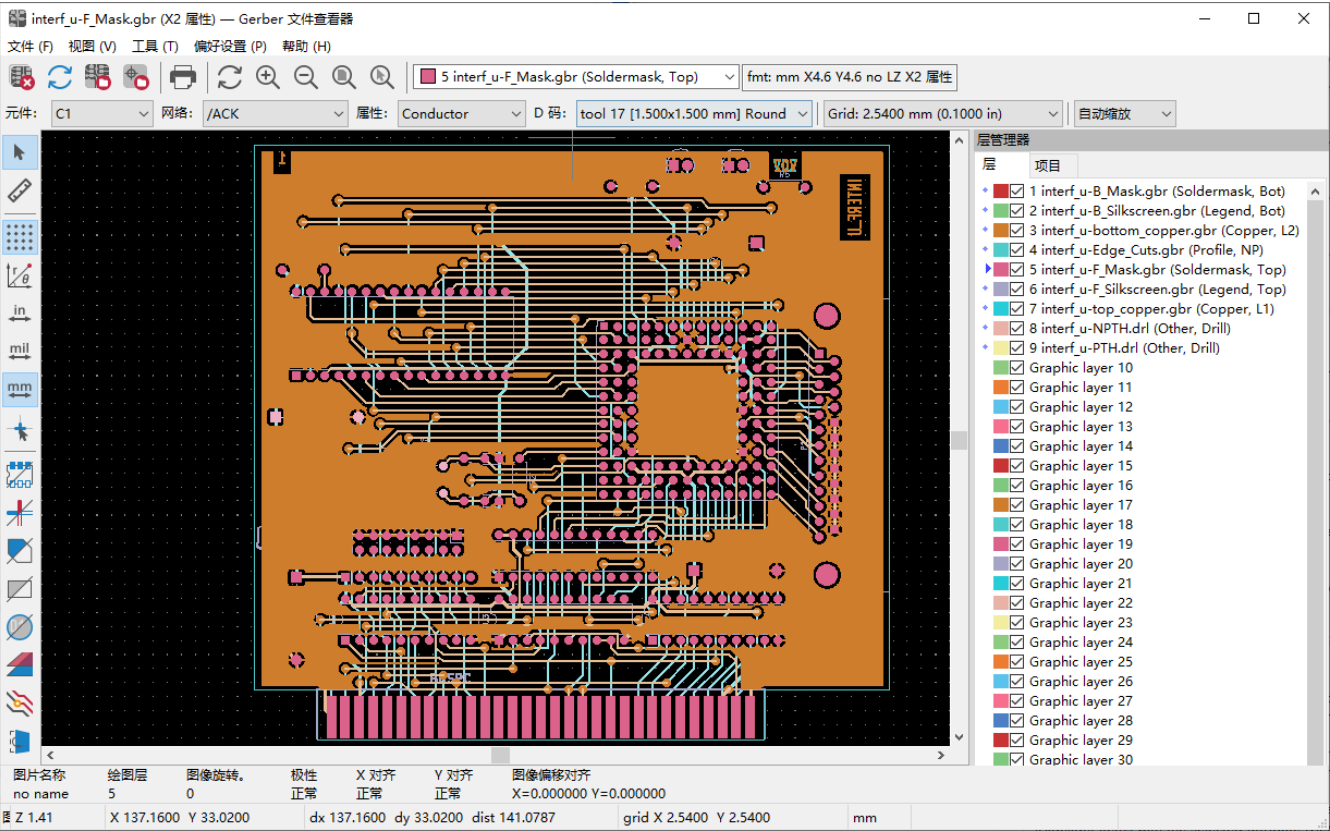 interf_u-F_Mask.gbr (X2 属性) — Gerber 文件查看器
文件 (F) 视图 (V) 工具 (T) 偏好设置 (P) 帮助 (H)
5 interf_u-F_Mask.gbr (Soldermask, Top) fmt: mm X4.6 Y4.6 no LZ X2 属性
元件: C1 网络: /ACK 属性: Conductor D 码: tool 17 [1.500x1.500 mm] Round Grid: 2.5400 mm (0.1000 in) 自动缩放
层管理器
层 项目
1 interf_u-B_Mask.gbr (Soldermask, Bot)
2 interf_u-B_Silkscreen.gbr (Legend, Bot)
3 interf_u-bottom_copper.gbr (Copper, L2)
4 interf_u-Edge_Cuts.gbr (Profile, NP)
5 interf_u-F_Mask.gbr (Soldermask, Top)
6 interf_u-F_Silkscreen.gbr (Legend, Top)
7 interf_u-top_copper.gbr (Copper, L1)
8 interf_u-NPTH.drl (Other, Drill)
9 interf_u-PTH.drl (Other, Drill)
Graphic layer 10
Graphic layer 11
Graphic layer 12
Graphic layer 13
Graphic layer 14
Graphic layer 15
Graphic layer 16
Graphic layer 17
Graphic layer 18
Graphic layer 19
Graphic layer 20
Graphic layer 21
Graphic layer 22
Graphic layer 23
Graphic layer 24
Graphic layer 25
Graphic layer 26
Graphic layer 27
Graphic layer 28
Graphic layer 29
Graphic layer 30
in
mil
mm
图片名称 绘图层 图像旋转。 极性 X 对齐 Y 对齐 图像偏移对齐
no name 5 0 正常 正常 正常 X=0.000000 Y=0.000000
Z 1.41 X 137.1600 Y 33.0200 dx 137.1600 dy 33.0200 dist 141.0787 grid X 2.5400 Y 2.5400 mm